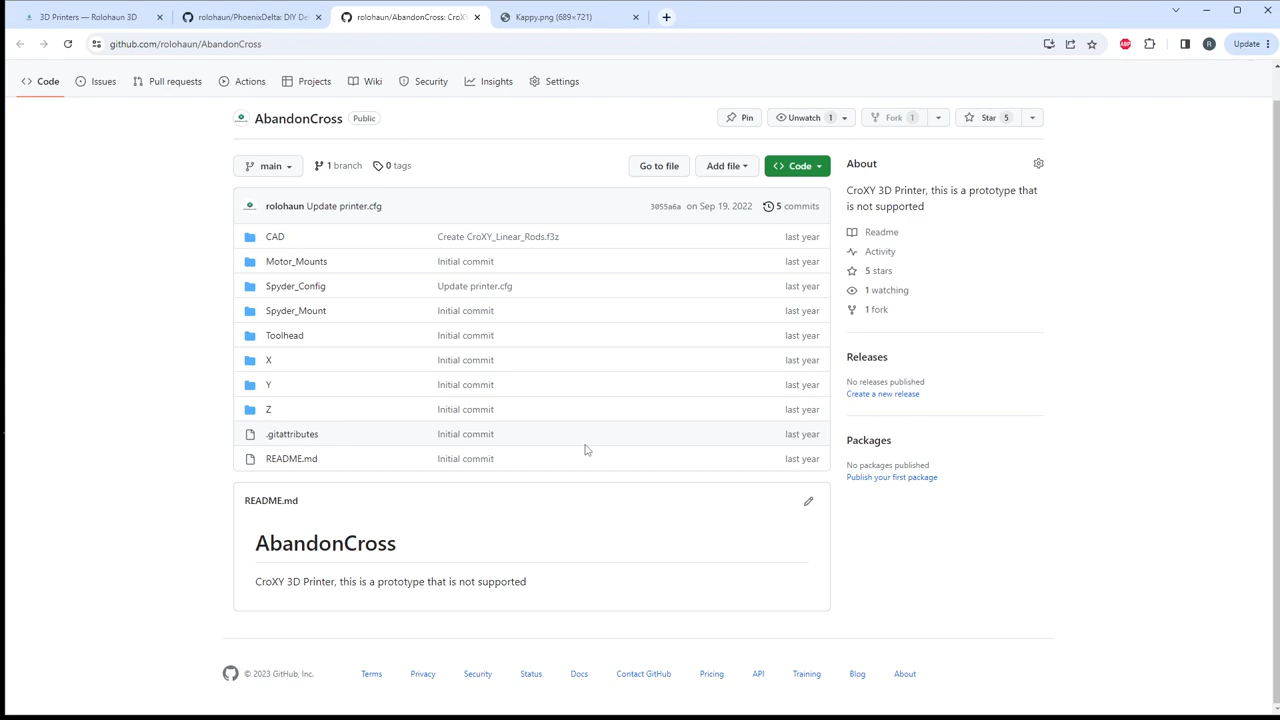 3D Printers — Rolohaun 3D
rolohaun/PhoenixDelta: DIY De
rolohaun/AbandonCross: CroX
Kappy.png (689×721)
github.com/rolohaun/AbandonCross
ABP
R
Update
Code
Issues
Pull requests
Actions
Projects
Wiki
Security
Insights
Settings
AbandonCross
Public
Pin
Unwatch 1
Fork 1
Star 5
main
1 branch
0 tags
Go to file
Add file
Code
rolohaun Update printer.cfg
3055a6a on Sep 19, 2022
5 commits
CAD Create CroXY_Linear_Rods.f3z last year
Motor_Mounts Initial commit last year
Spyder_Config Update printer.cfg last year
Spyder_Mount Initial commit last year
Toolhead Initial commit last year
X Initial commit last year
Y Initial commit last year
Z Initial commit last year
.gitattributes Initial commit last year
README.md Initial commit last year
README.md
AbandonCross
CroXY 3D Printer, this is a prototype that is not supported
About
CroXY 3D Printer, this is a prototype that
is not supported
Readme
Activity
5 stars
1 watching
1 fork
Releases
No releases published
Create a new release
Packages
No packages published
Publish your first package
© 2023 GitHub, Inc.
Terms
Privacy
Security
Status
Docs
Contact GitHub
Pricing
API
Training
Blog
About